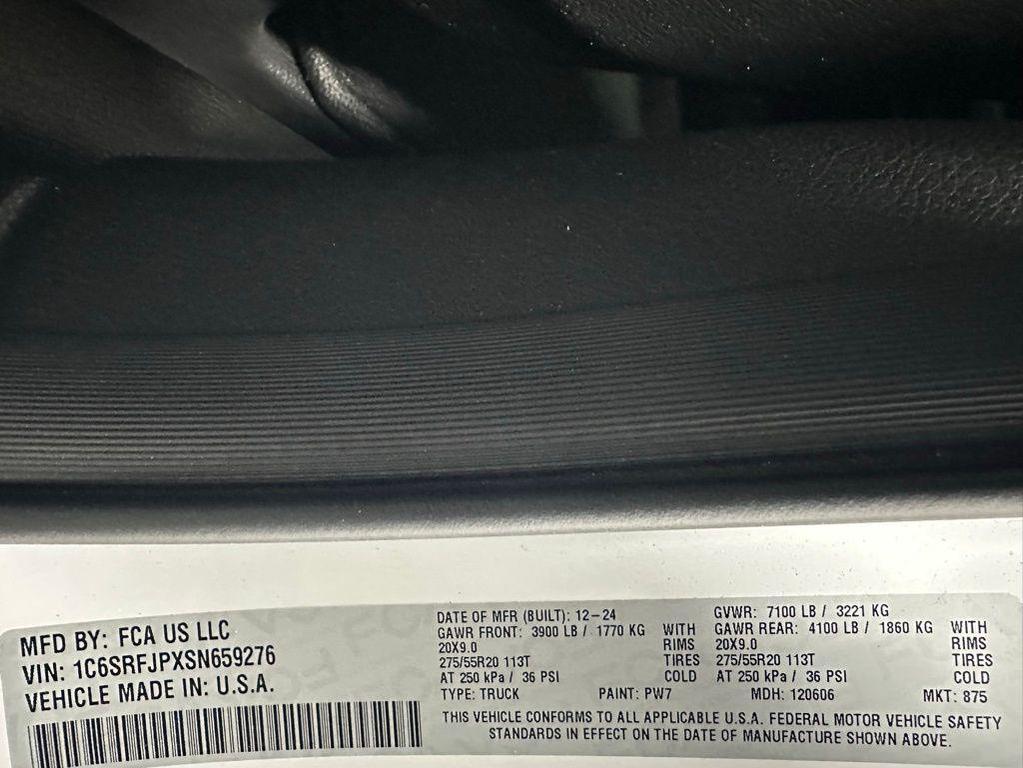 MFD BY: FCA US LLC
VIN: 1C6SRFJPXSN659276
VEHICLE MADE IN: U.S.A.
DATE OF MFR (BUILT): 12-24
GAWR FRONT: 3900 LB / 1770 KG WITH
20X9.0 RIMS
275/55R20 113T TIRES
AT 250 kPa / 36 PSI COLD
TYPE: TRUCK PAINT: PW7
GVWR: 7100 LB / 3221 KG
GAWR REAR: 4100 LB / 1860 KG WITH
20X9.0 RIMS
275/55R20 113T TIRES
AT 250 kPa / 36 PSI COLD
MDH: 120606 MKT: 875
THIS VEHICLE CONFORMS TO ALL APPLICABLE U.S.A. FEDERAL MOTOR VEHICLE SAFETY
STANDARDS IN EFFECT ON THE DATE OF MANUFACTURE SHOWN ABOVE.